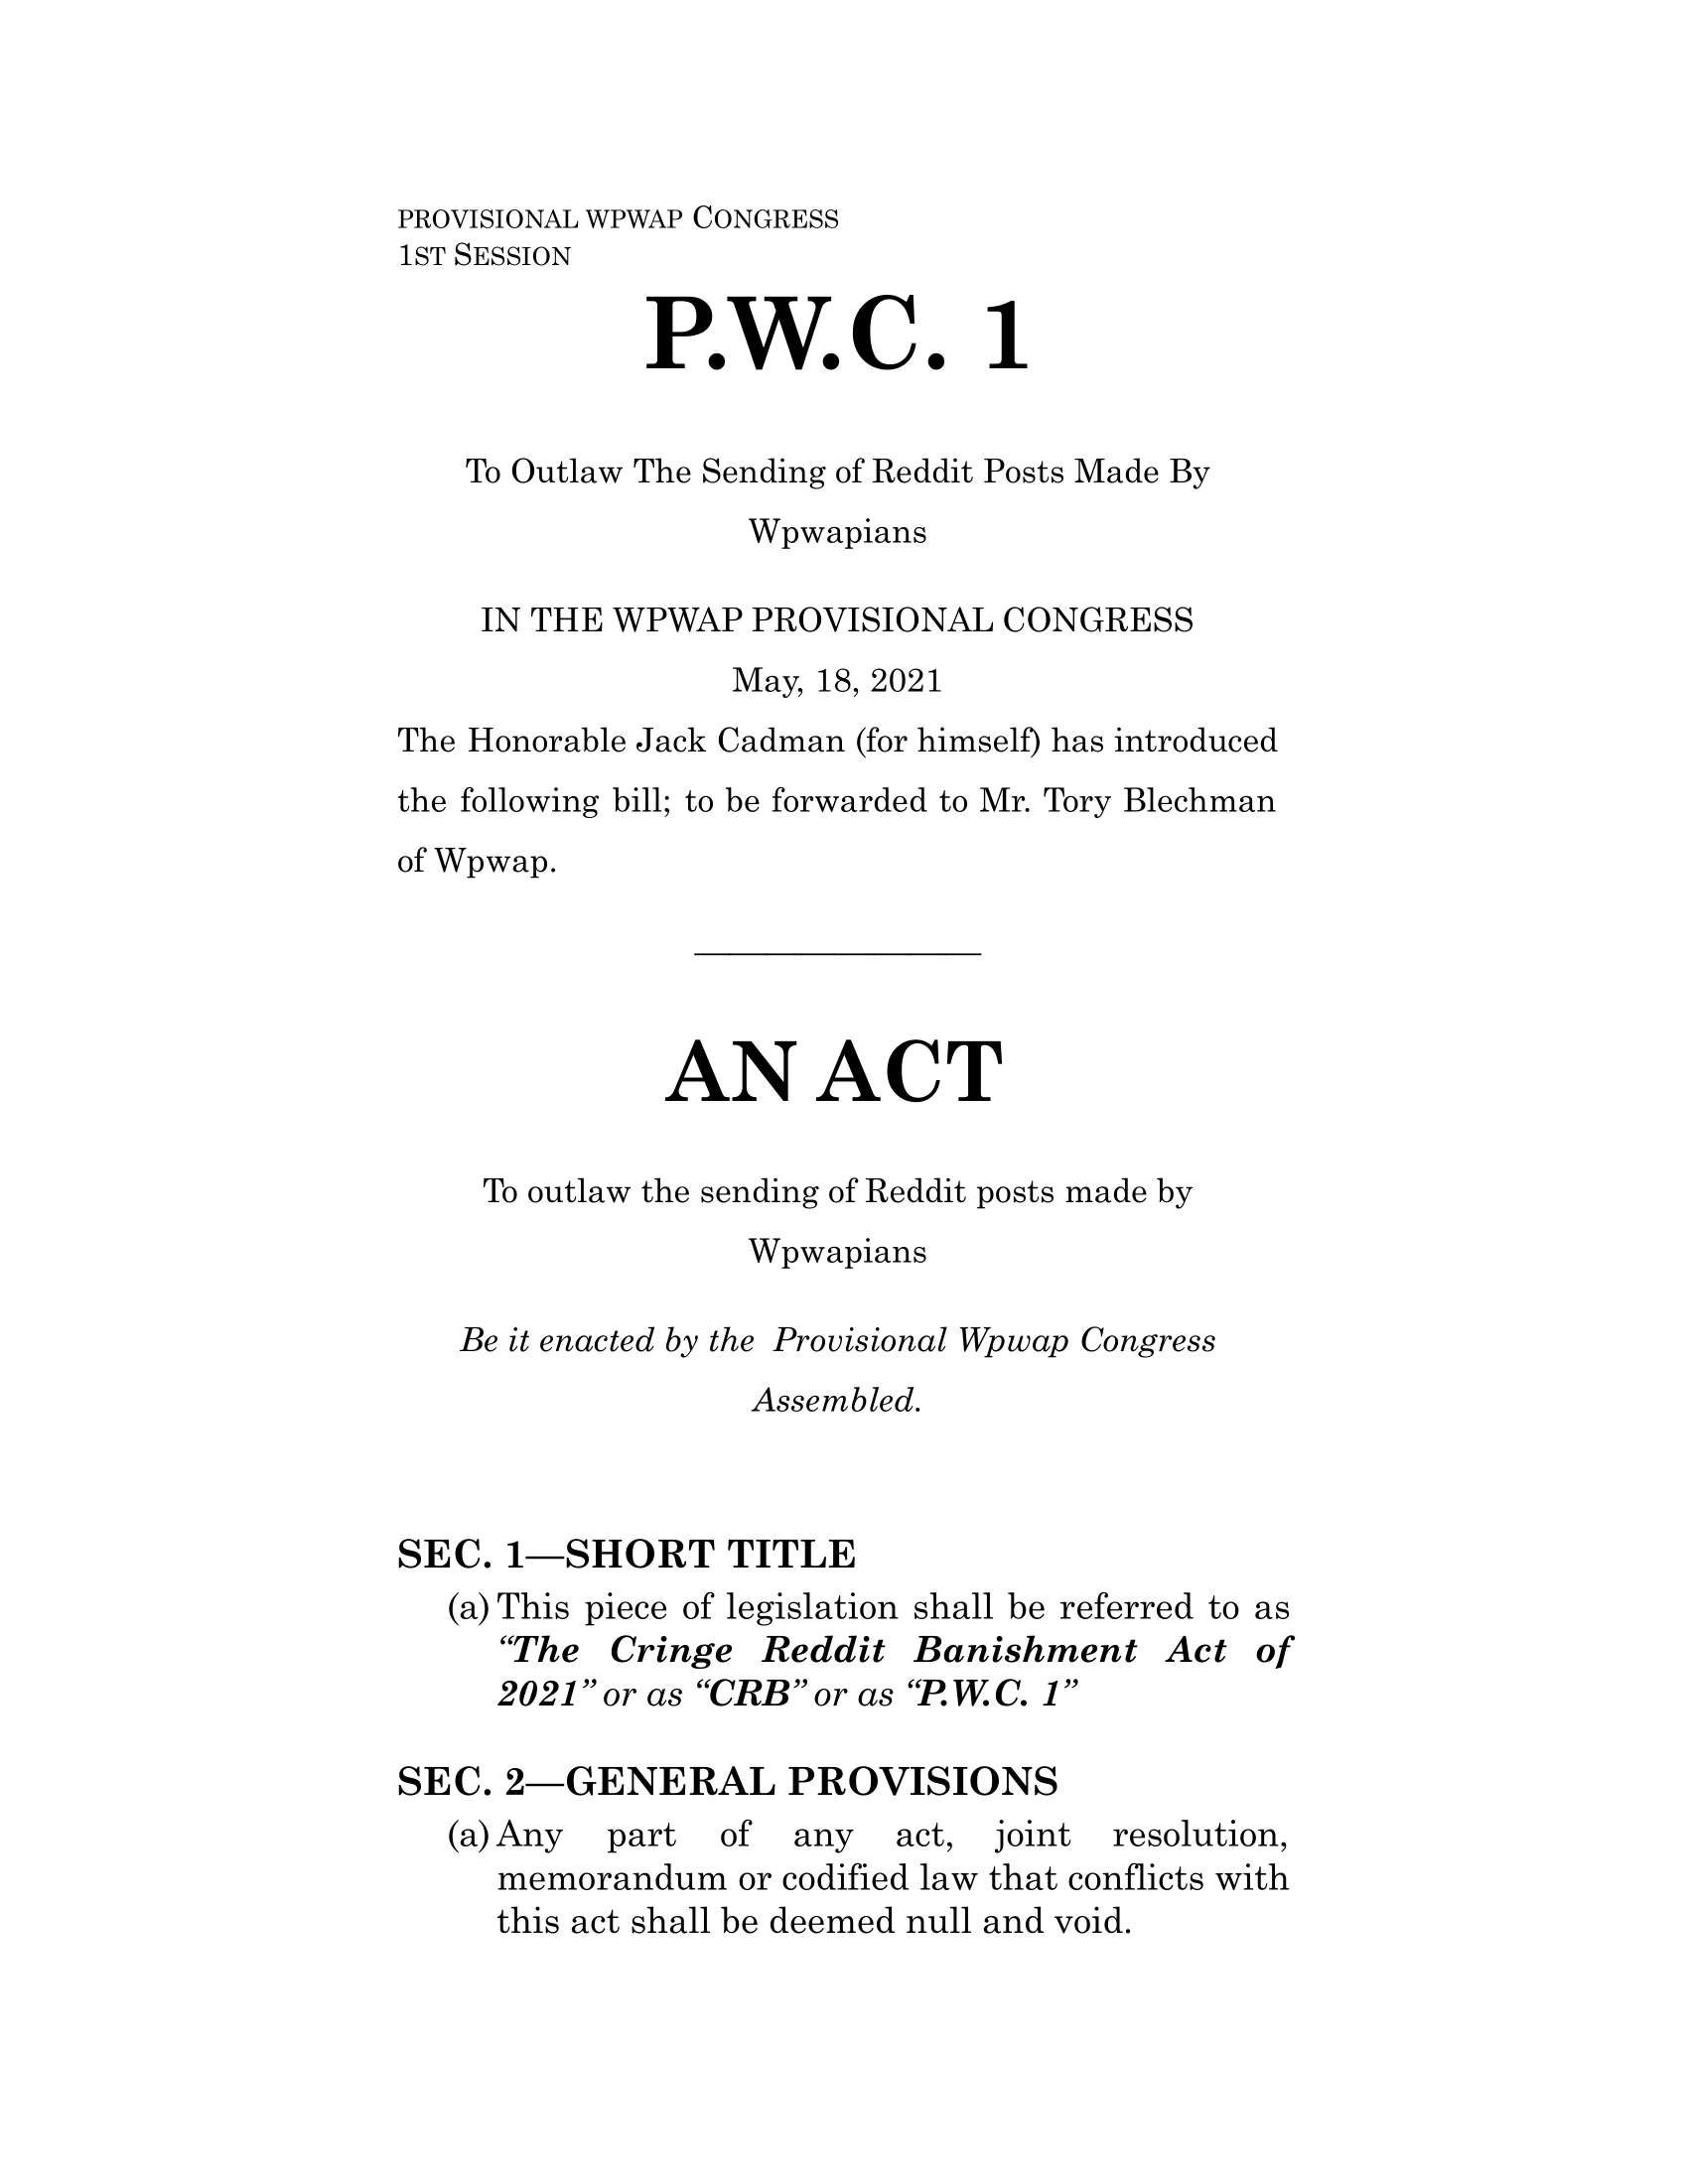 PROVISIONAL WPWAP CONGRESS
1ST SESSION
P.W.C. 1
To Outlaw The Sending of Reddit Posts Made By
Wpwapians
IN THE WPWAP PROVISIONAL CONGRESS
May, 18, 2021
The Honorable Jack Cadman (for himself) has introduced
the following bill; to be forwarded to Mr. Tory Blechman
of Wpwap.
AN ACT
To outlaw the sending of Reddit posts made by
Wpwapians
Be it enacted by the Provisional Wpwap Congress
Assembled.
SEC. 1—SHORT TITLE
(a) This piece of legislation shall be referred to as
“The Cringe Reddit Banishment Act of
2021” or as “CRB” or as “P.W.C. 1”
SEC. 2—GENERAL PROVISIONS
(a) Any part of any act, joint resolution,
memorandum or codified law that conflicts with
this act shall be deemed null and void.